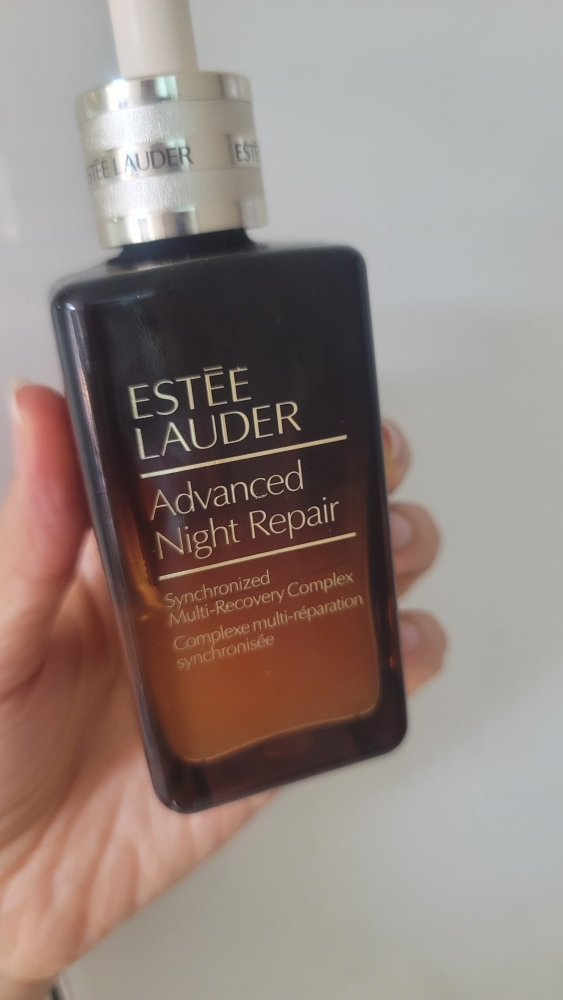 ESTĒE LAUDER
ESTĒE
LAUDER
Advanced
Night Repair
Synchronized
Multi-Recovery Complex
Complexe multi-réparation
synchronisée